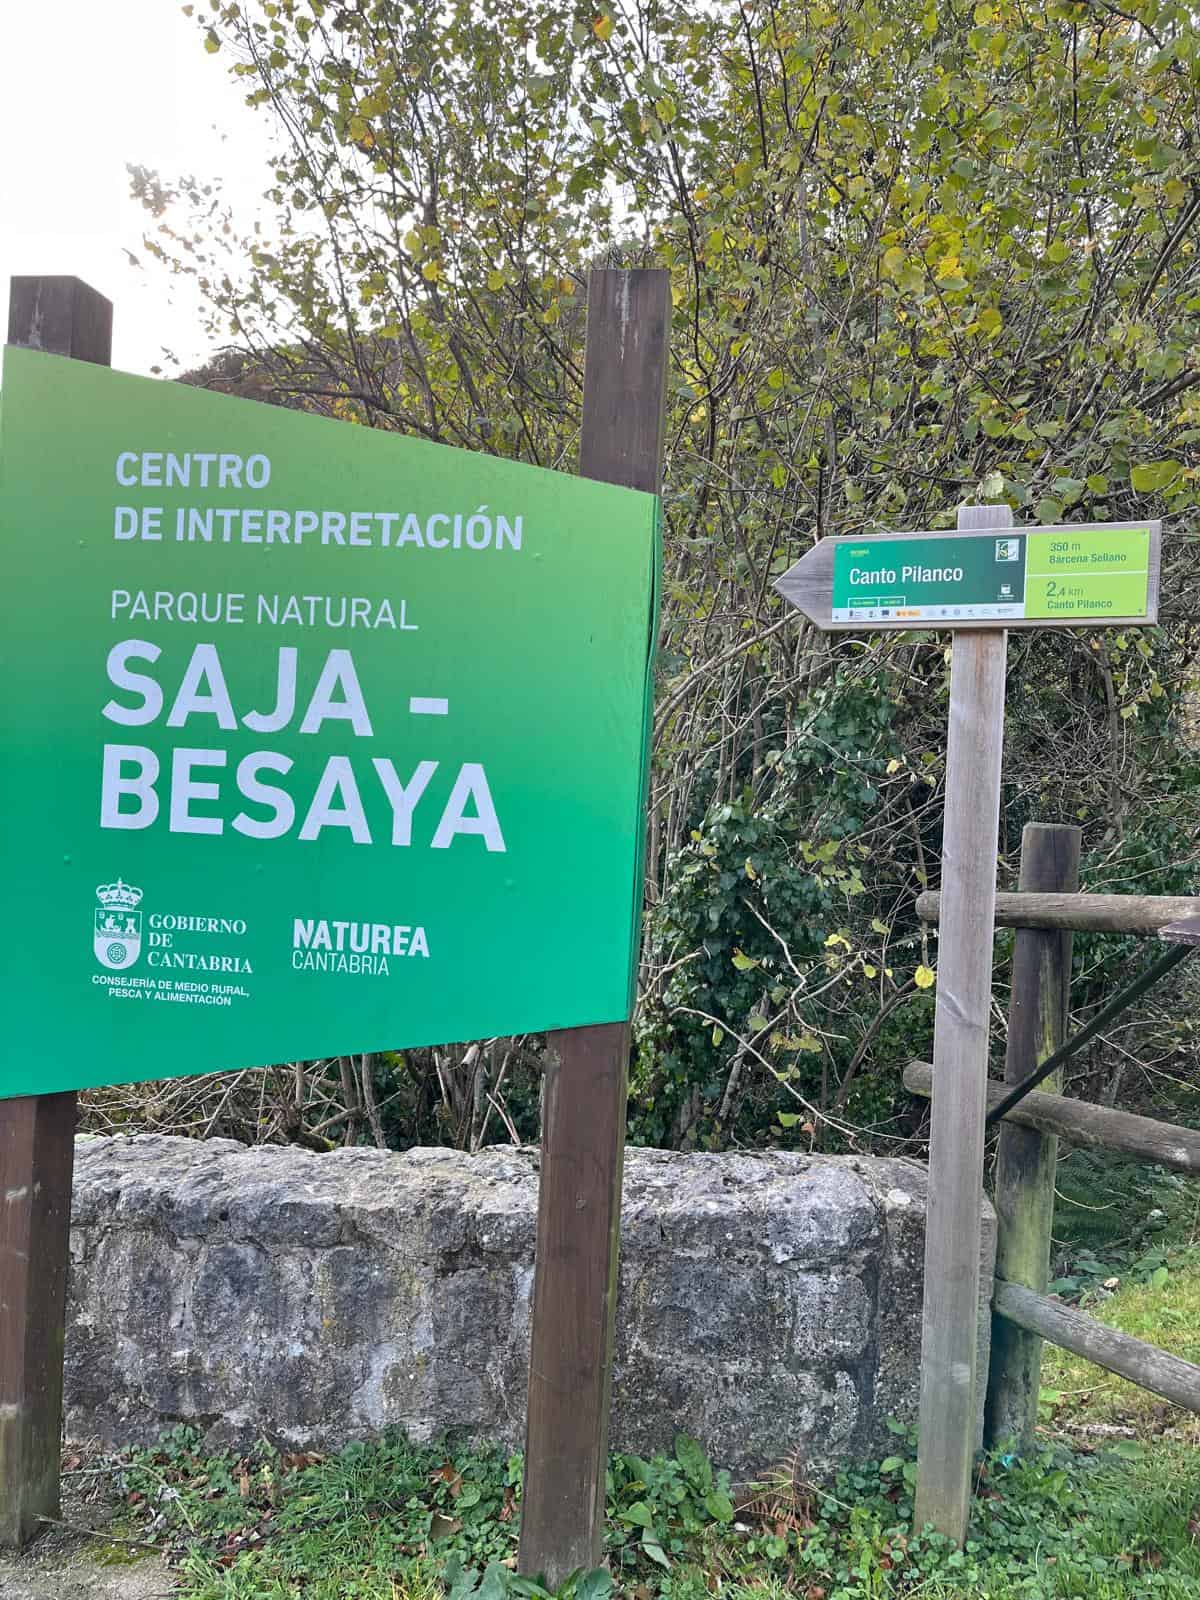 CENTRO
DE INTERPRETACIÓN
PARQUE NATURAL
SAJA -
BESAYA
GOBIERNO
DE
CANTABRIA
CONSEJERÍA DE MEDIO RURAL,
PESCA Y ALIMENTACIÓN
NATUREA
CANTABRIA
Canto Pilanco
350 m
Bárcena Sellano
2,4 km
Canto Pilanco